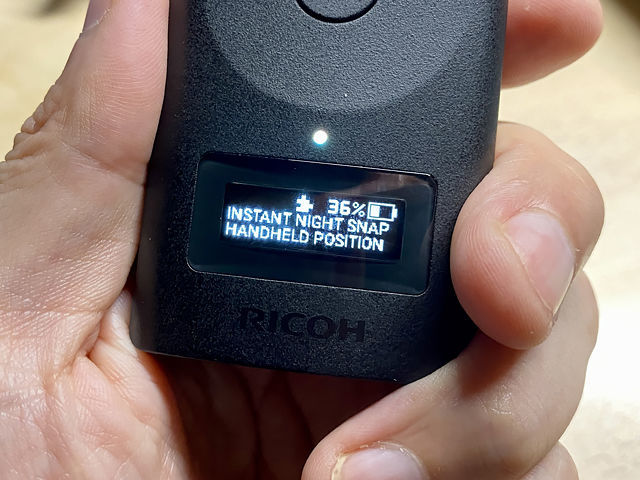 36%
INSTANT NIGHT SNAP
HANDHELD POSITION
RICOH